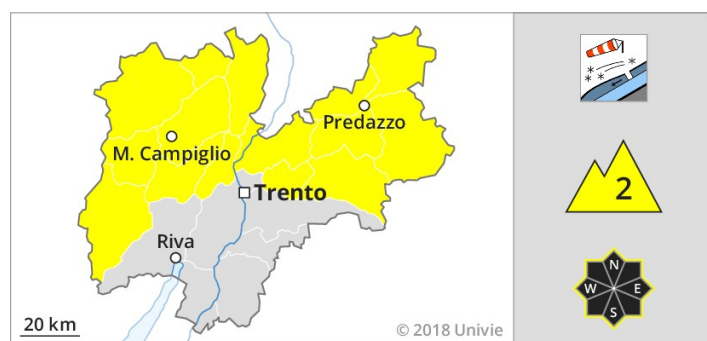 Predazzo
M. Campiglio
Trento
Riva
20 km
© 2018 Univie
2
N
W E
S